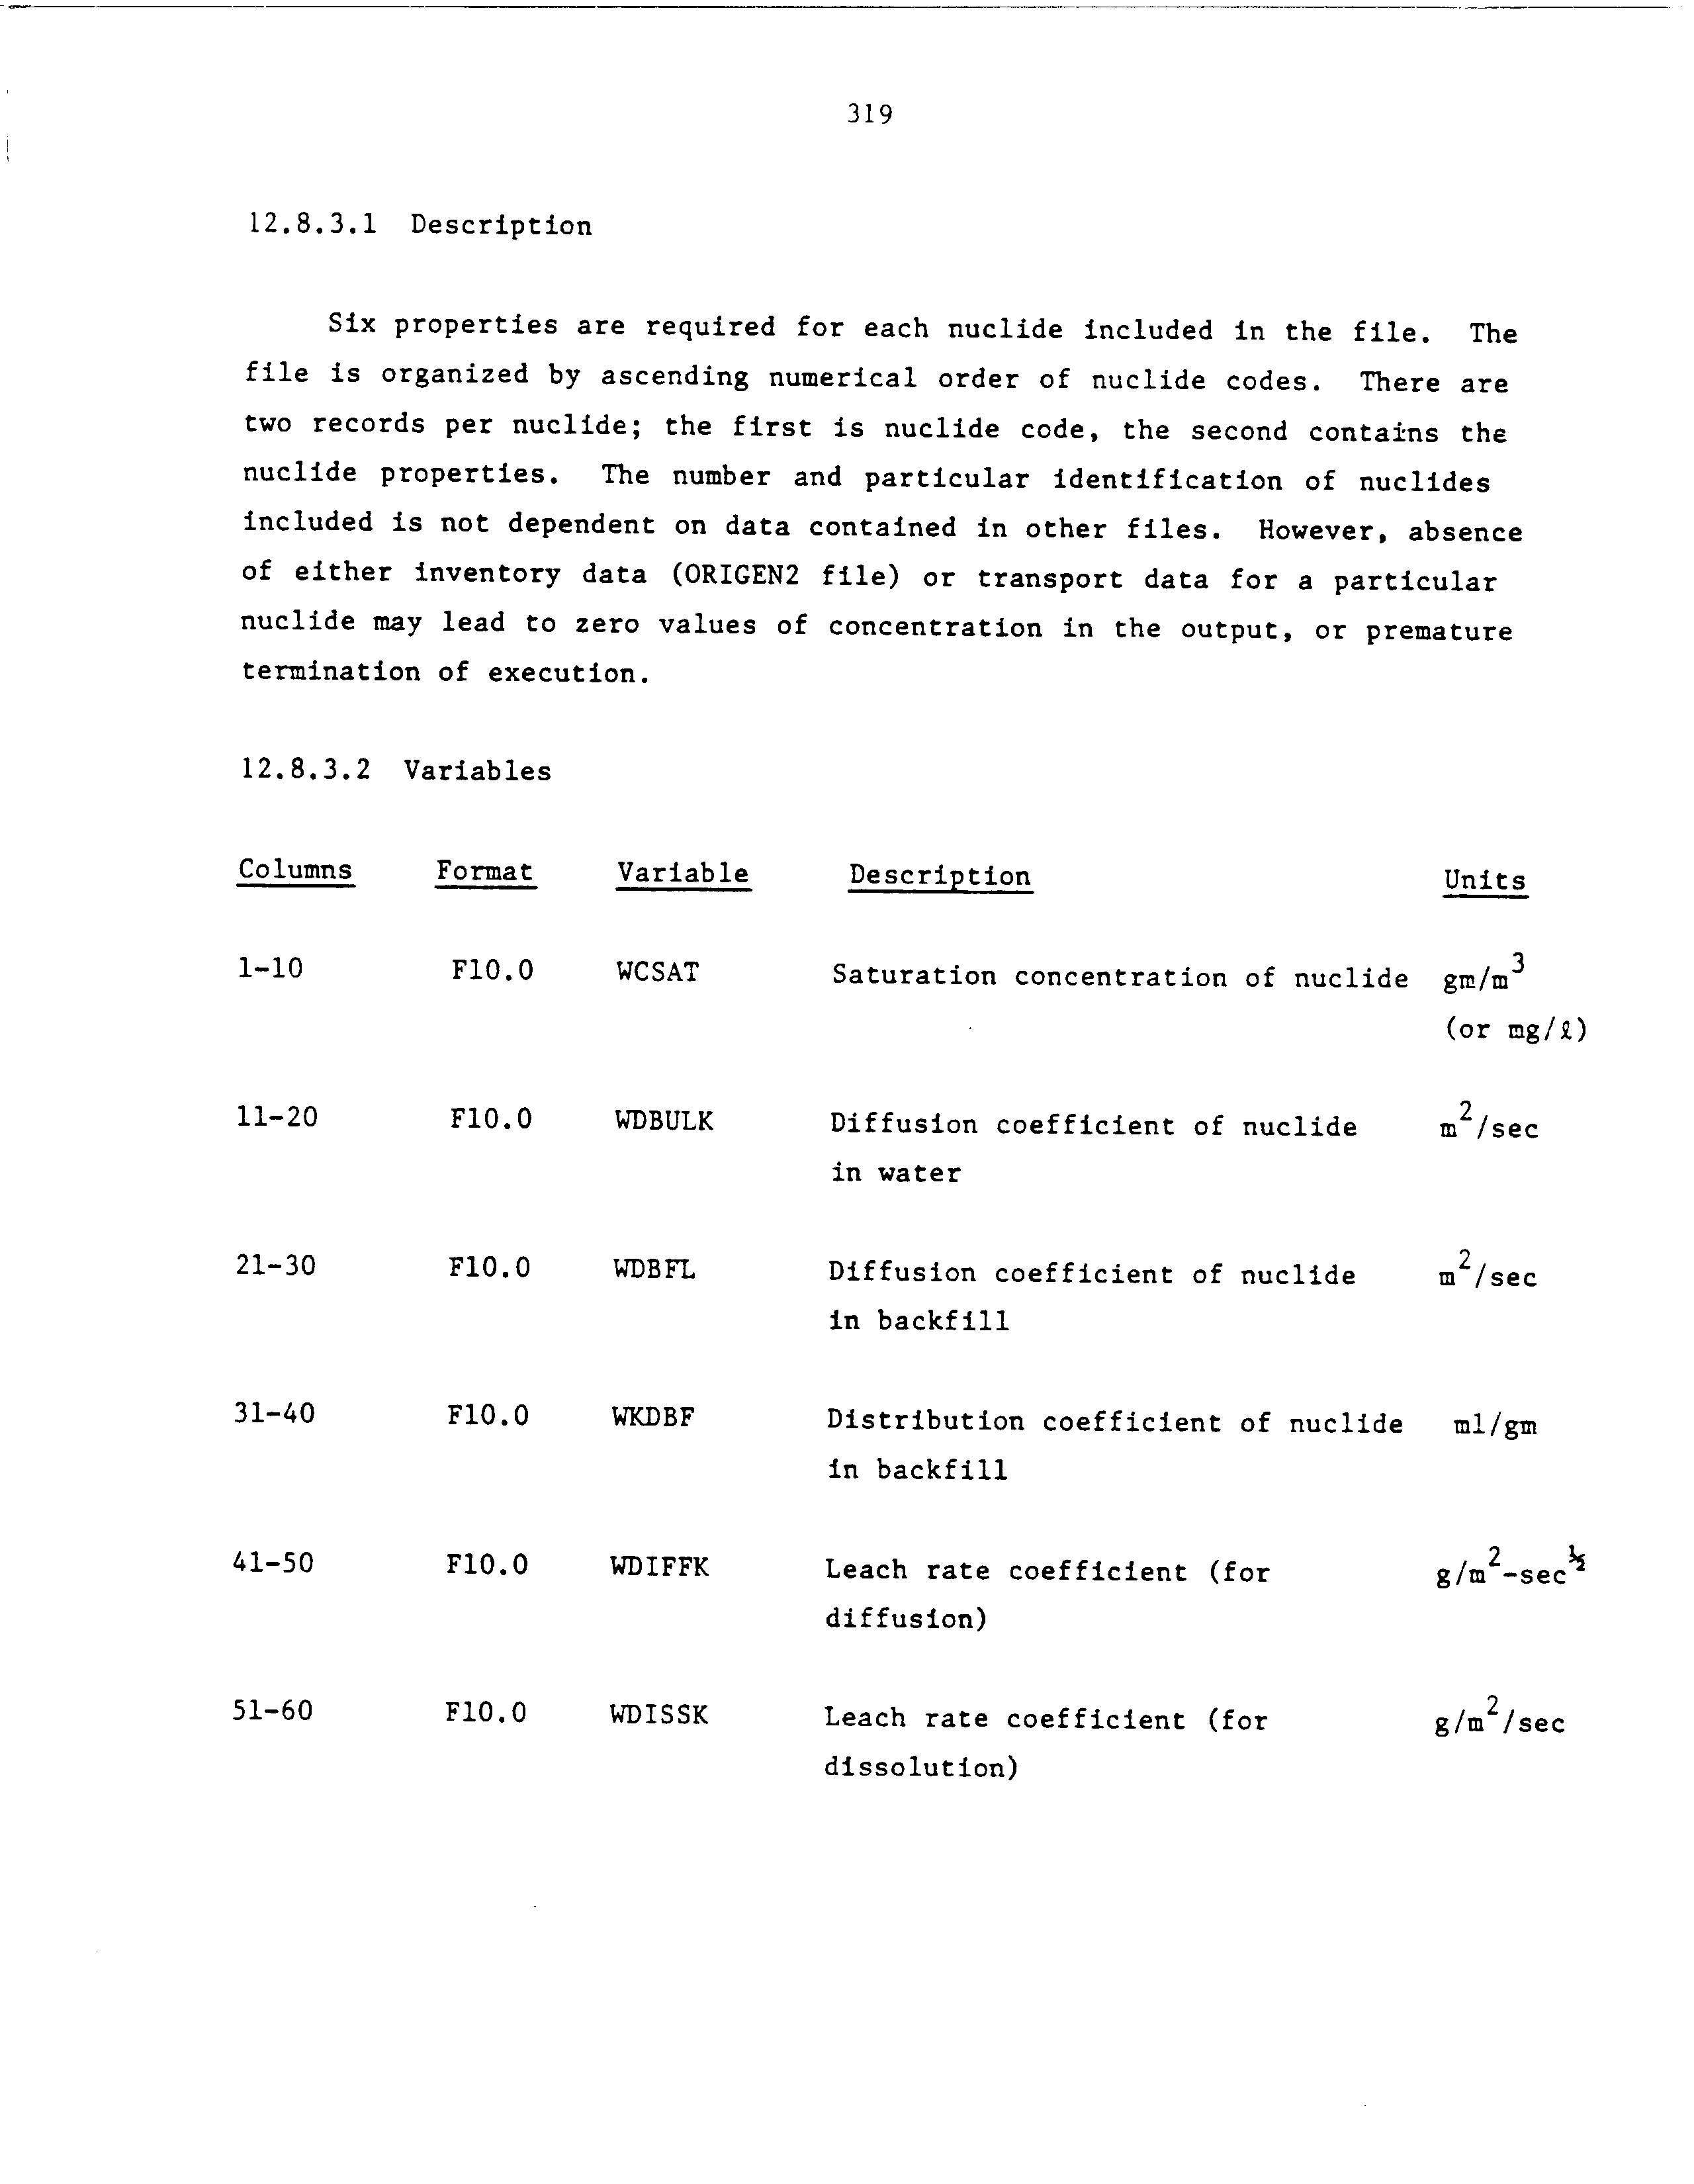 319
12.8.3.1 Description
Six properties are required for each nuclide included in the file. The
file is organized by ascending numerical order of nuclide codes. There are
two records per nuclide; the first is nuclide code, the second contains the
nuclide properties. The number and particular identification of nuclides
included is not dependent on data contained in other files. However, absence
of either inventory data (ORIGEN2 file) or transport data for a particular
nuclide may lead to zero values of concentration in the output, or premature
termination of execution.
12.8.3.2 Variables
Columns Format Variable Description Units
1-10 F10.0 WCSAT Saturation concentration of nuclide gm/m³
(or mg/ℓ)
11-20 F10.0 WDBULK Diffusion coefficient of nuclide m²/sec
in water
21-30 F10.0 WDBFL Diffusion coefficient of nuclide m²/sec
in backfill
31-40 F10.0 WKDBF Distribution coefficient of nuclide ml/gm
in backfill
41-50 F10.0 WDIFFK Leach rate coefficient (for g/m²-sec^½
diffusion)
51-60 F10.0 WDISSK Leach rate coefficient (for g/m²/sec
dissolution)